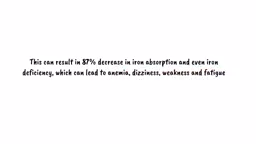 This can result in 87% decrease in iron absorption and even iron
deficiency, which can lead to anemia, dizziness, weakness and fatigue